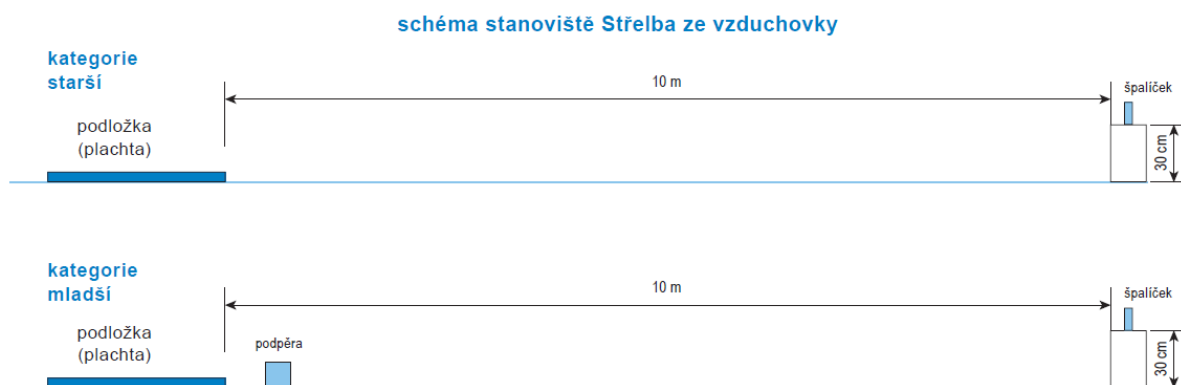 schéma stanoviště Střelba ze vzduchovky
kategorie
starší
10 m
špalíček
podložka
(plachta)
30 cm
kategorie
mladší
10 m
špalíček
podložka
(plachta)
podpěra
30 cm